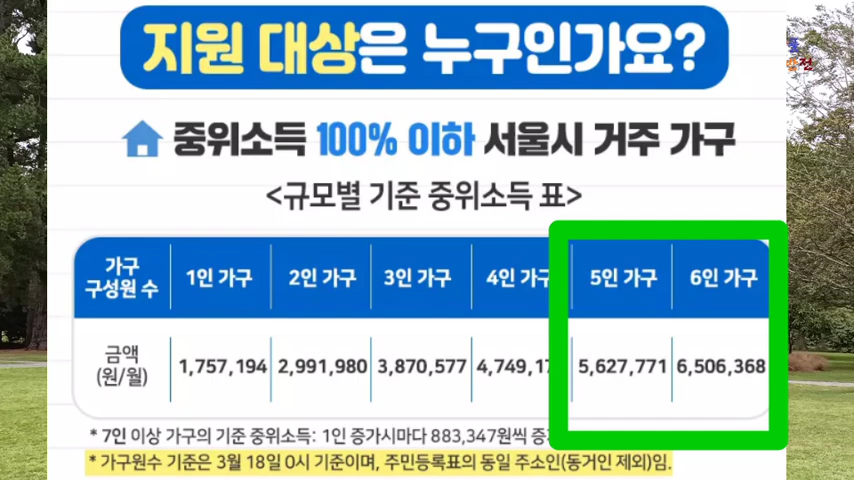 지원 대상은 누구인가요?
중위소득 100% 이하 서울시 거주 가구
<규모별 기준 중위소득 표>
가구 구성원 수 1인 가구 2인 가구 3인 가구 4인 가구 5인 가구 6인 가구
금액 (원/월) 1,757,194 2,991,980 3,870,577 4,749,17 5,627,771 6,506,368
* 7인 이상 가구의 기준 중위소득: 1인 증가시마다 883,347원씩
* 가구원수 기준은 3월 18일 0시 기준이며, 주민등록표의 동일 주소인(동거인 제외)임.